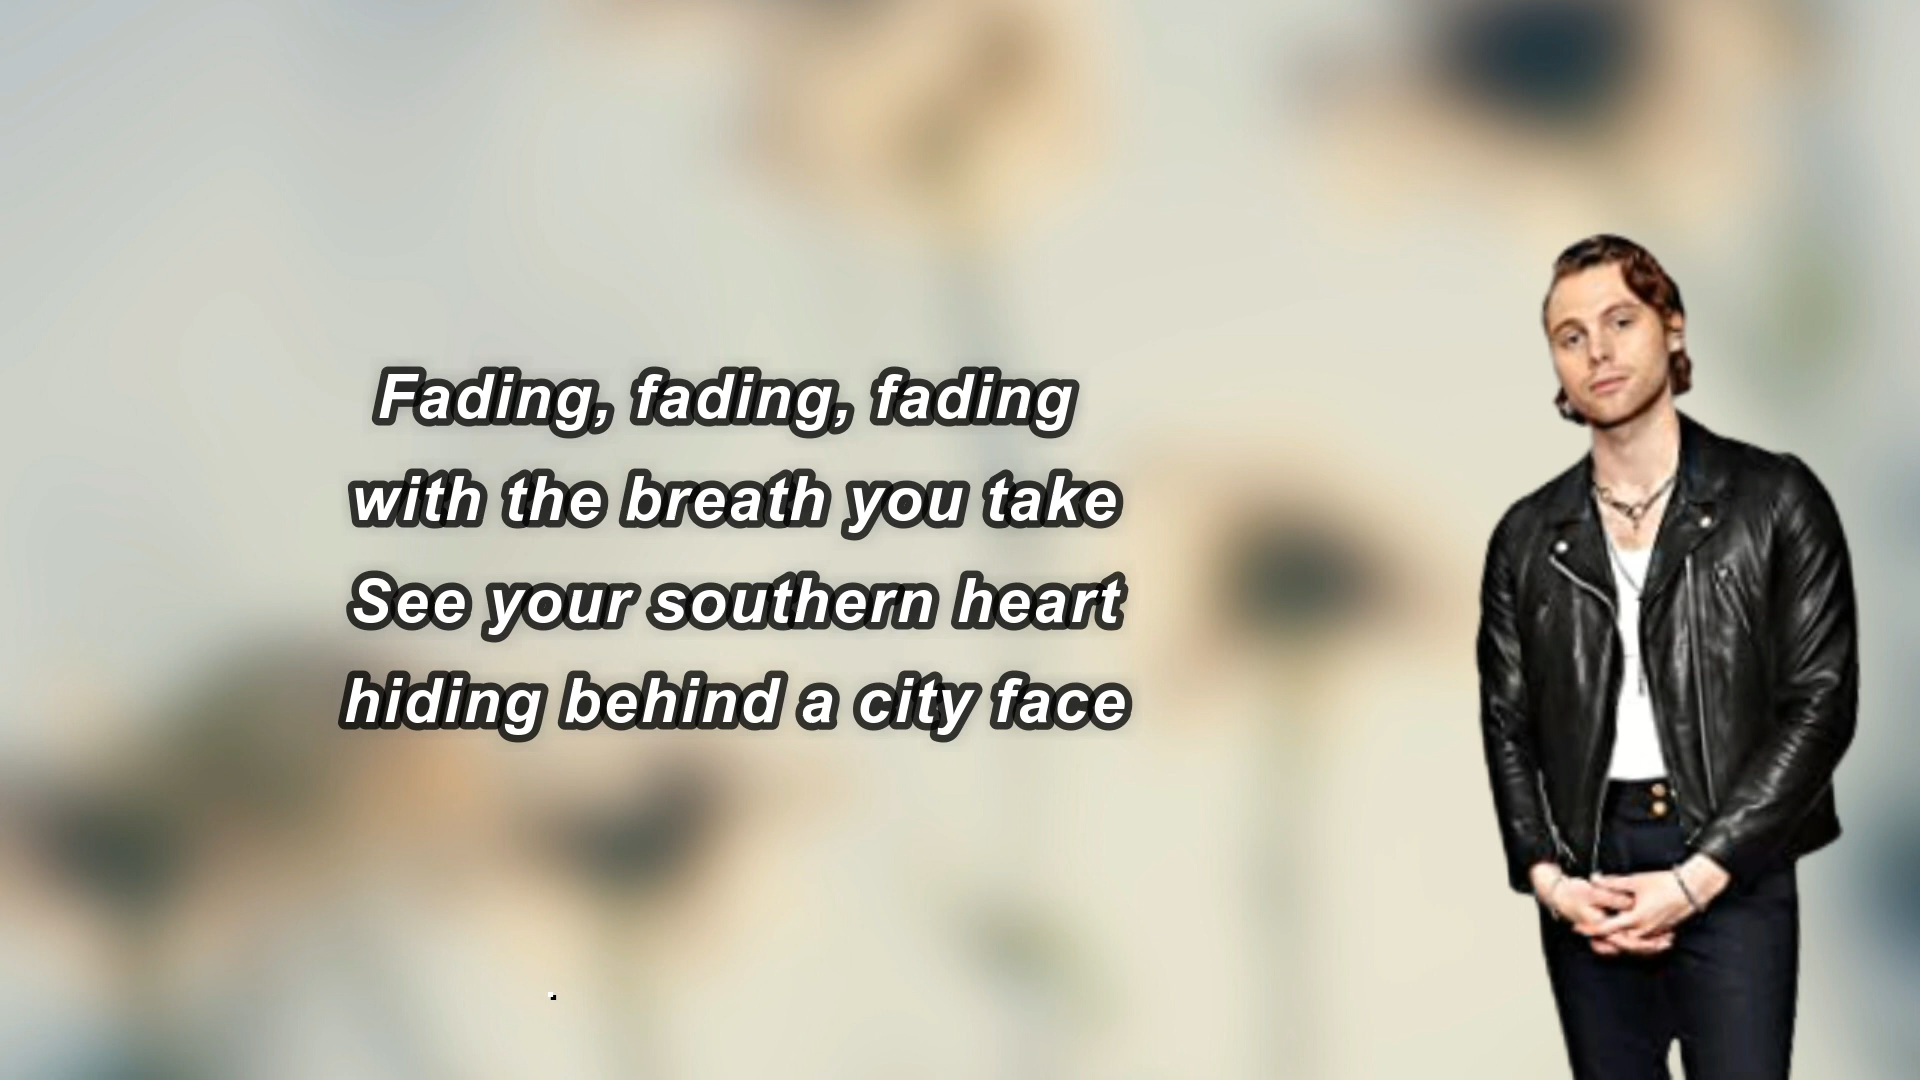 Fading, fading, fading
with the breath you take
See your southern heart
hiding behind a city face